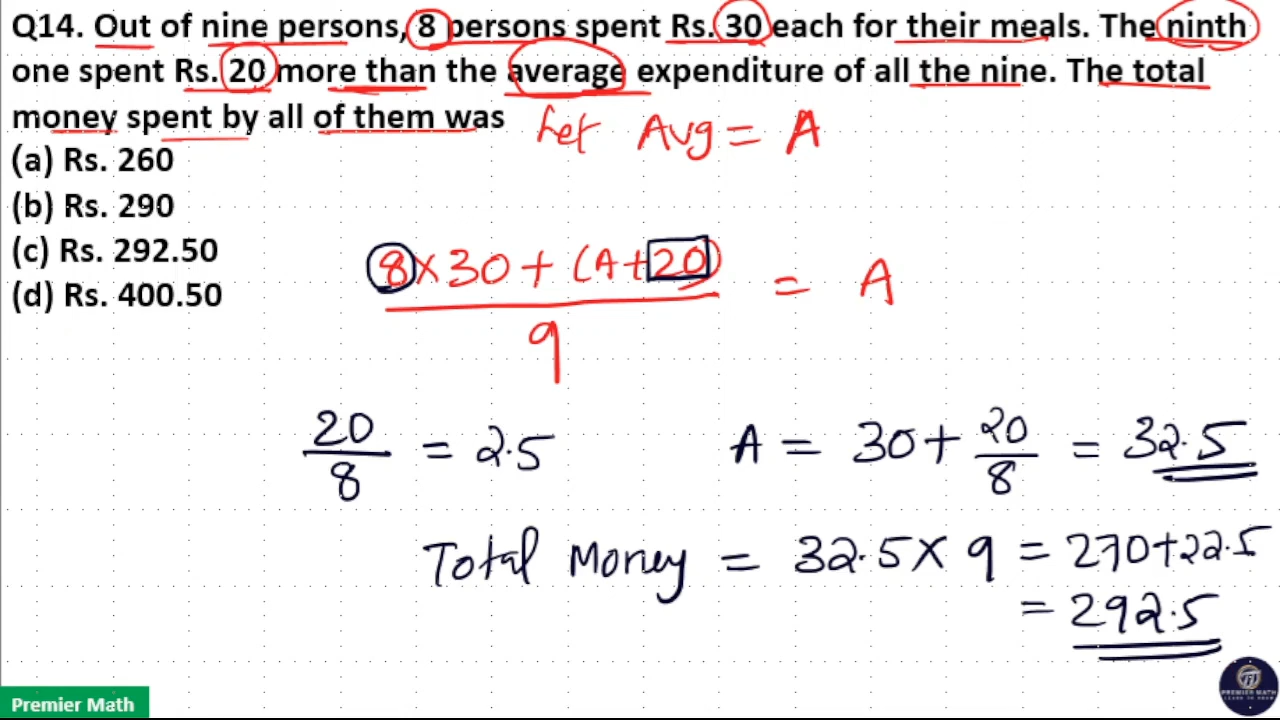 Q14. Out of nine persons, 8 persons spent Rs. 30 each for their meals. The ninth
one spent Rs. 20 more than the average expenditure of all the nine. The total
money spent by all of them was
Let Avg = A
(a) Rs. 260
(b) Rs. 290
(c) Rs. 292.50
(d) Rs. 400.50
8×30+(A+20)
= A
9
20
8
= 2.5
A = 30+
20
8
= 32.5
Total Money = 32.5 × 9 = 270+22.5
= 292.5
Premier Math
PREMIER MATH